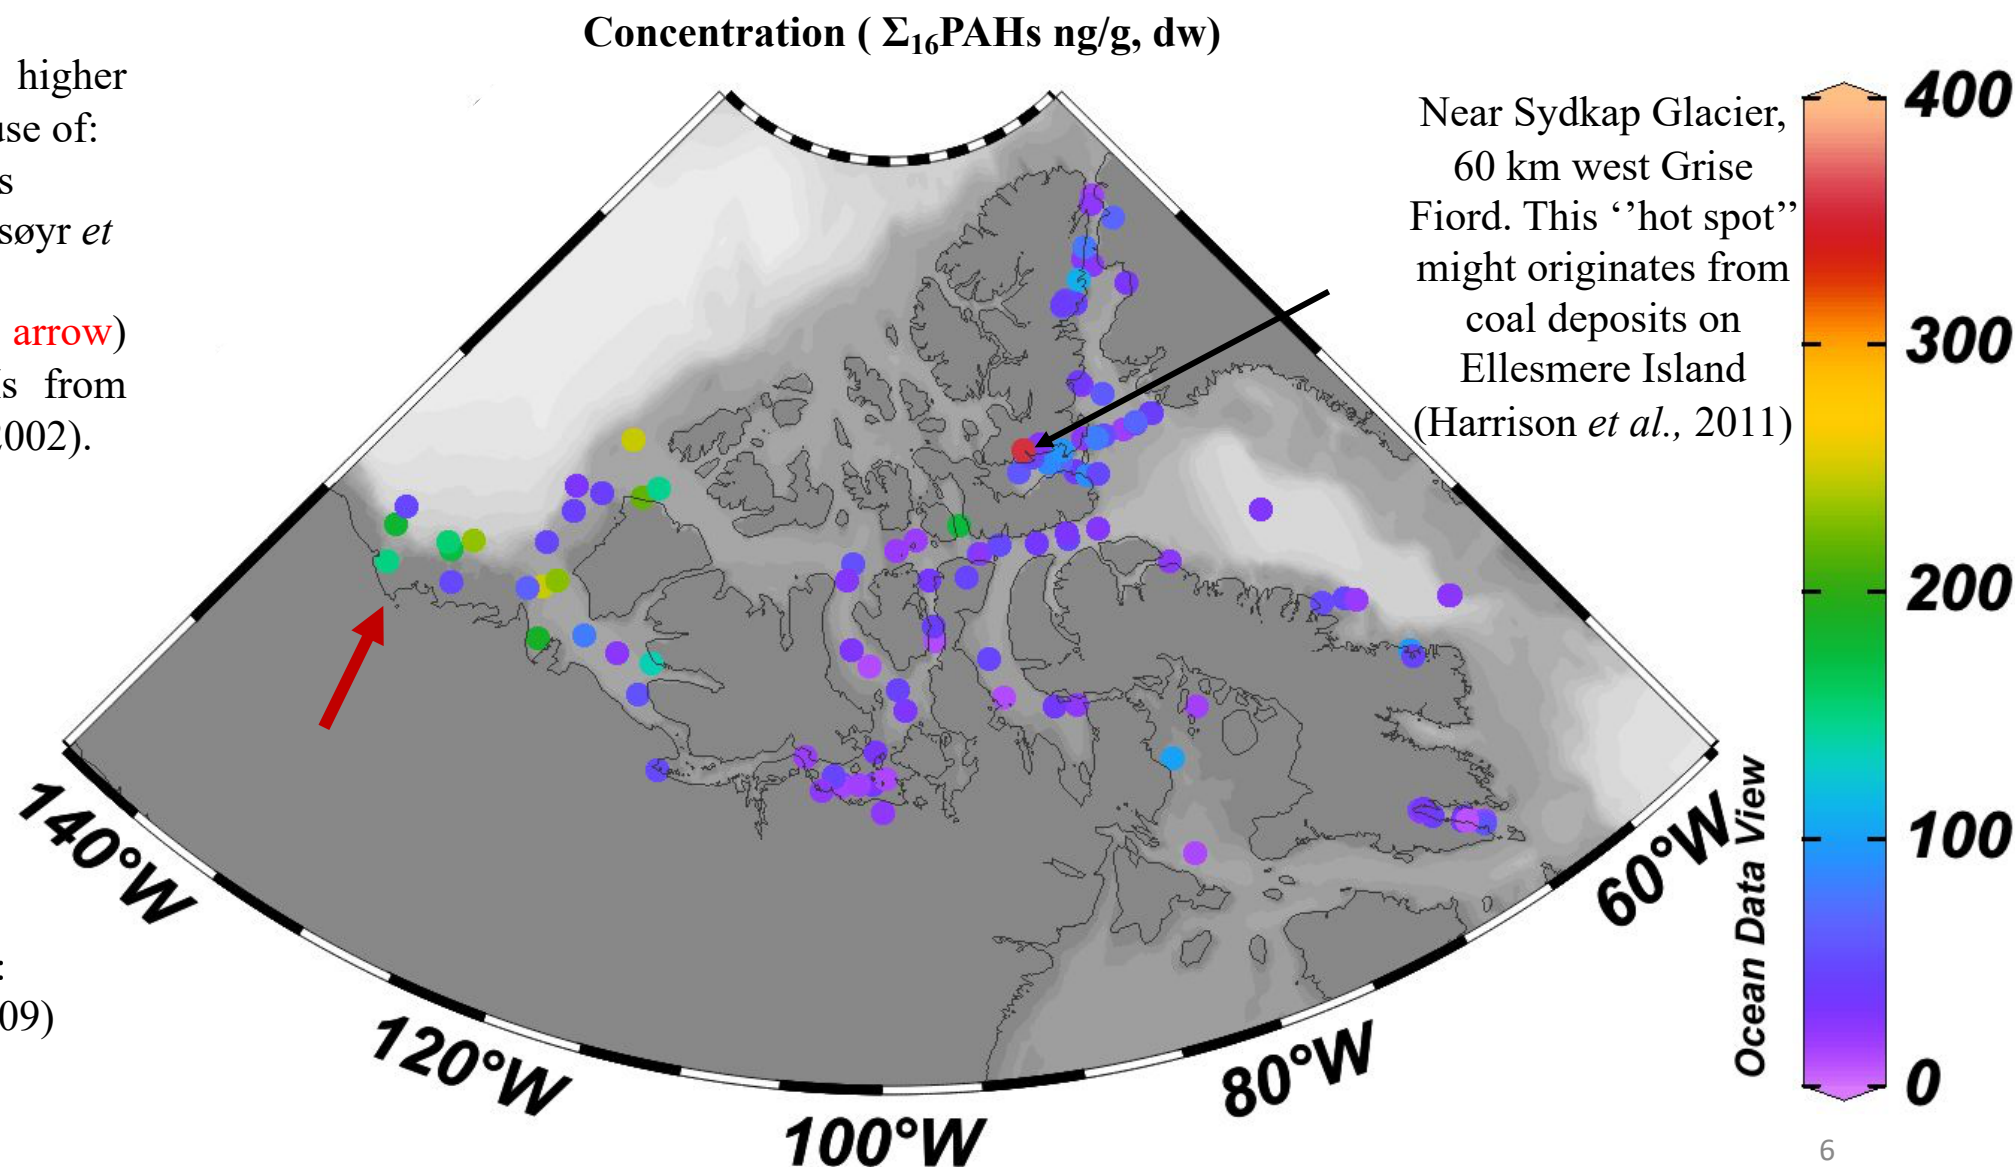 Concentration ( Σ16PAHs ng/g, dw)
higher
use of:
s
søyr et
arrow)
ls from
2002).
:
09)
Near Sydkap Glacier,
60 km west Grise
Fiord. This ‘’hot spot’’
might originates from
coal deposits on
Ellesmere Island
(Harrison et al., 2011)
400
300
200
100
0
Ocean Data View
140°W
120°W
100°W
80°W
60°W
6